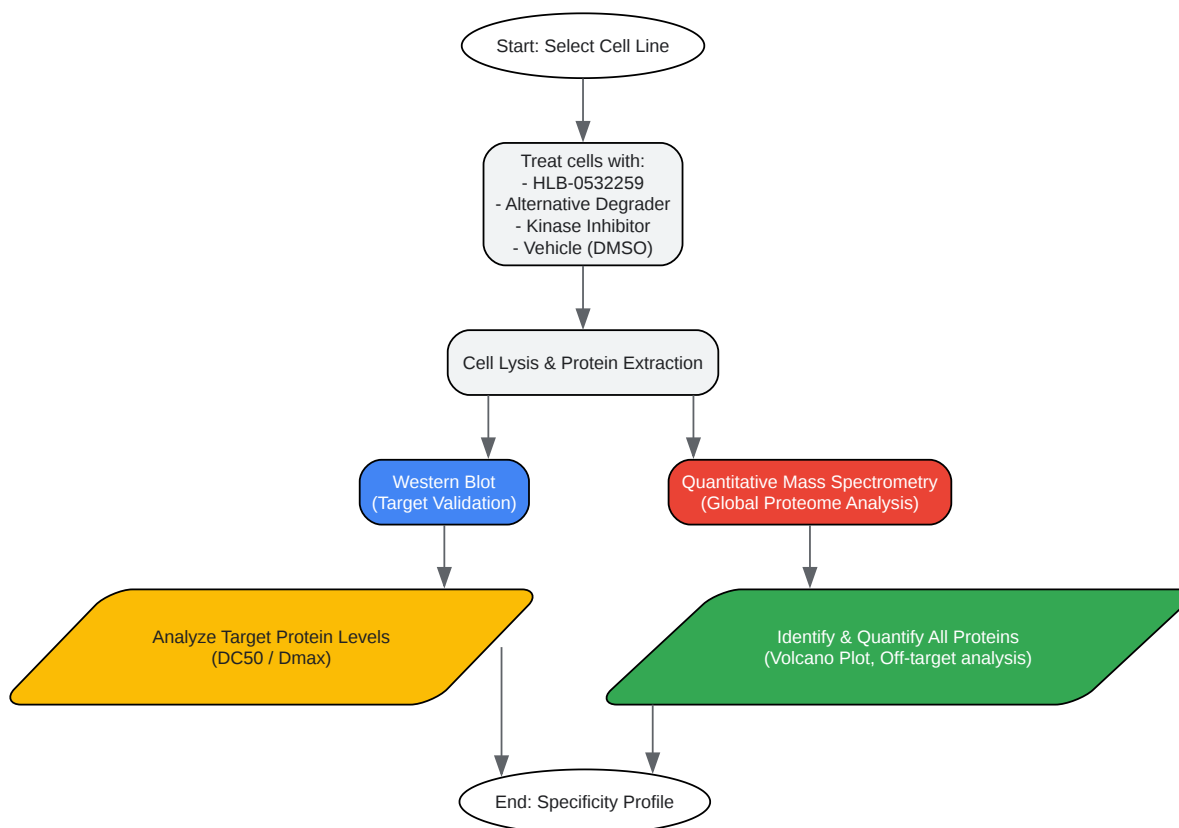 Start: Select Cell Line
Treat cells with:
- HLB-0532259
- Alternative Degrader
- Kinase Inhibitor
- Vehicle (DMSO)
Cell Lysis & Protein Extraction
Western Blot
(Target Validation)
Quantitative Mass Spectrometry
(Global Proteome Analysis)
Analyze Target Protein Levels
(DC50 / Dmax)
Identify & Quantify All Proteins
(Volcano Plot, Off-target analysis)
End: Specificity Profile